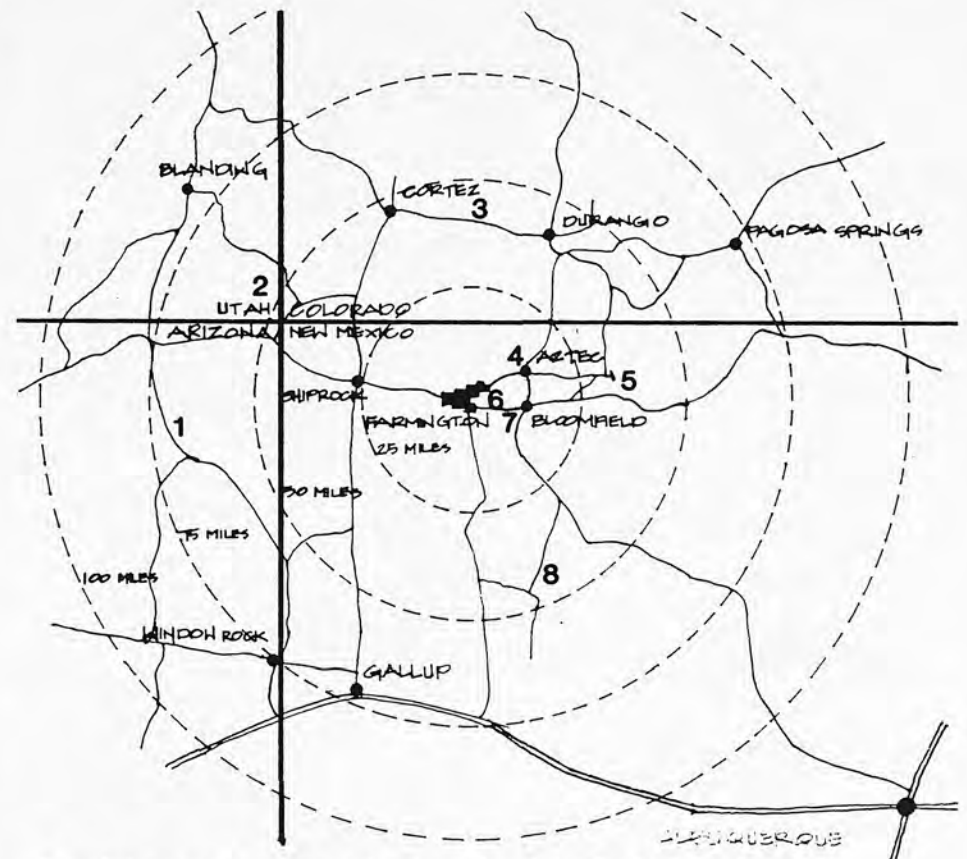 BLANDING
CORTEZ
3
DURANGO
PAGOSA SPRINGS
2
UTAH COLORADO
ARIZONA NEW MEXICO
4 AZTEC
5
SHIPROCK
6
FARMINGTON
7 BLOOMFIELD
1
25 MILES
50 MILES
75 MILES
100 MILES
8
WINDOW ROCK
GALLUP
ALBUQUERQUE